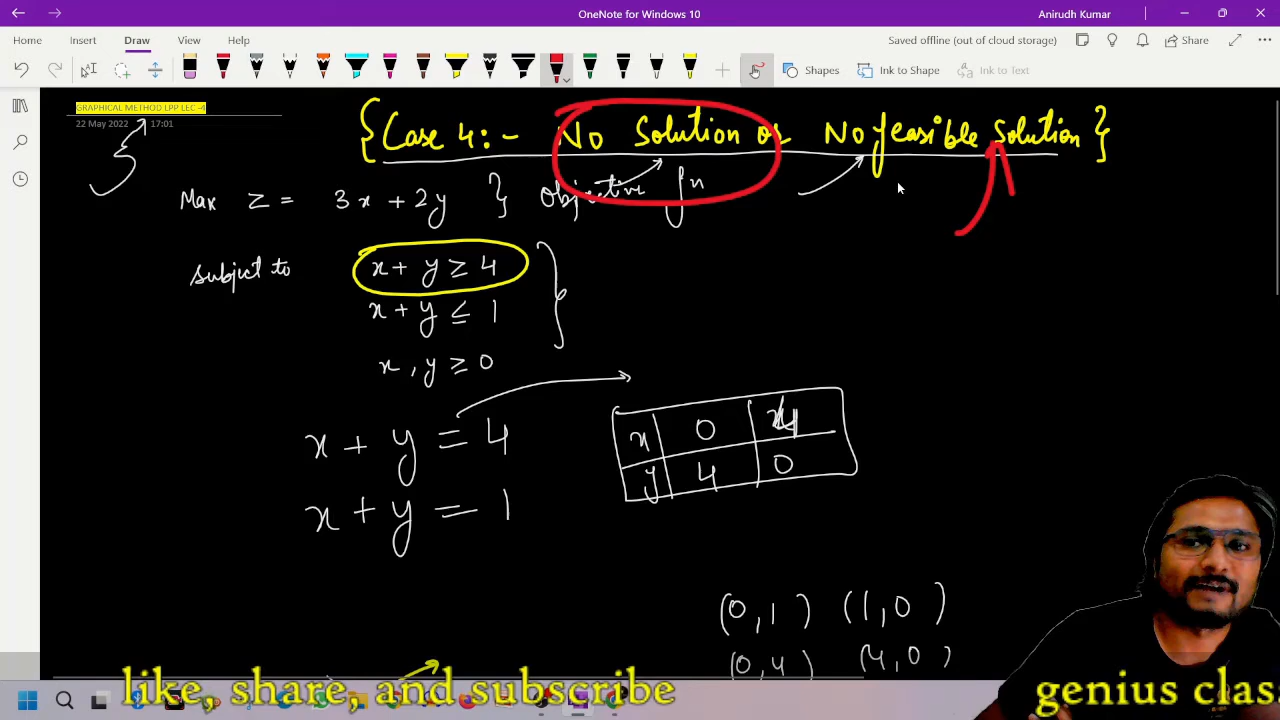 OneNote for Windows 10
Anirudh Kumar
Home Insert Draw View Help
Saved offline (out of cloud storage) Share
Shapes Ink to Shape Ink to Text
GRAPHICAL METHOD LPP LEC -4
22 May 2022 17:01
{Case 4:- No Solution or No feasible Solution}
Max Z = 3x + 2y } Objective fn
Subject to x + y ≥ 4
x + y ≤ 1
x , y ≥ 0
x + y = 4
x 0
y 4 0
x + y = 1
(0,1) (1,0)
(0,4) (4,0)
like, share, and subscribe
genius clas